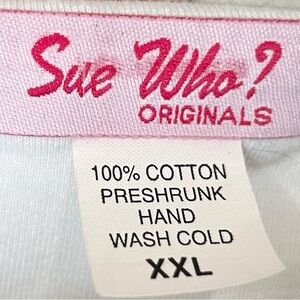 Sue Who?
ORIGINALS
100% COTTON
PRESHRUNK
HAND
WASH COLD
XXL